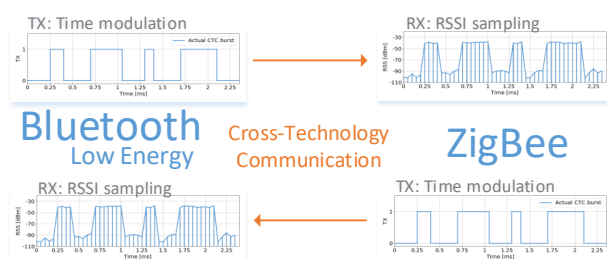 TX: Time modulation
Actual CTC burst
TX
1
0
0 0.25 0.5 0.75 1 1.25 1.5 1.75 2 2.25
Time [ms]
RX: RSSI sampling
RSS [dBm]
-30
-50
-70
-90
-110
0 0.25 0.5 0.75 1 1.25 1.5 1.75 2 2.25
Time [ms]
Bluetooth
Low Energy
Cross-Technology
Communication
ZigBee
RX: RSSI sampling
RSS [dBm]
-30
-50
-70
-90
-110
0 0.25 0.5 0.75 1 1.25 1.5 1.75 2 2.25
Time [ms]
TX: Time modulation
Actual CTC burst
TX
1
0
0 0.25 0.5 0.75 1 1.25 1.5 1.75 2 2.25
Time [ms]